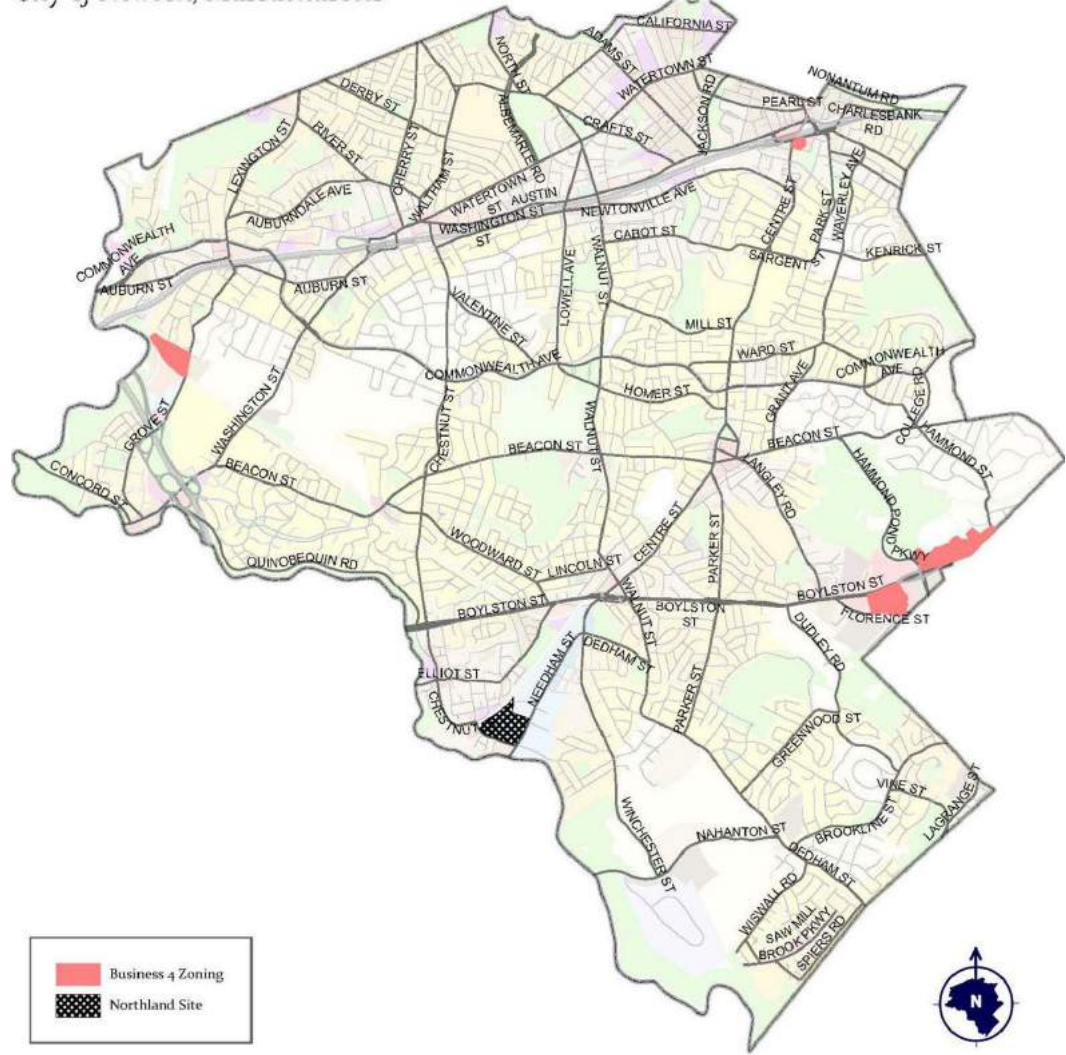 CALIFORNIA ST
ADAMS ST
NORTH ST
WATERTOWN ST
NONANTUM RD
DERBY ST
ALBEMARLE RD
JACKSON RD
PEARL ST
CHARLESBANK
RD
LEXINGTON ST
RIVER ST
CHERRY ST
CRAFTS ST
WALTHAM ST
WATERTOWN
ST
AUSTIN
ST
AUBURNDALE AVE
WASHINGTON ST
NEWTONVILLE AVE
CENTRE ST
PARK ST
WAVERLEY AVE
COMMONWEALTH
AVE
CABOT ST
SARGENT ST
KENRICK ST
AUBURN ST
AUBURN ST
LOWELL AVE
WALNUT ST
VALENTINE ST
MILL ST
WARD ST
COMMONWEALTH AVE
COMMONWEALTH
AVE
HOMER ST
GRANT AVE
COLLEGE RD
GROVE ST
WASHINGTON ST
CHESTNUT ST
WALNUT ST
BEACON ST
BEACON ST
HAMMOND ST
CONCORD ST
BEACON ST
LANGLEY RD
HAMMOND POND
PKWY
QUINOBEQUIN RD
WOODWARD ST
LINCOLN ST
CENTRE ST
PARKER ST
BOYLSTON ST
WALNUT ST
BOYLSTON
ST
BOYLSTON ST
FLORENCE ST
ELLIOT ST
NEEDHAM ST
DEDHAM ST
DUDLEY RD
CHESTNUT
PARKER ST
GREENWOOD ST
VINE ST
LAGRANGE ST
WINCHESTER ST
NAHANTON ST
BROOKLINE ST
DEDHAM ST
WISWALL RD
SAW MILL
BROOK PKWY
SPIERS RD
Business 4 Zoning
Northland Site
N